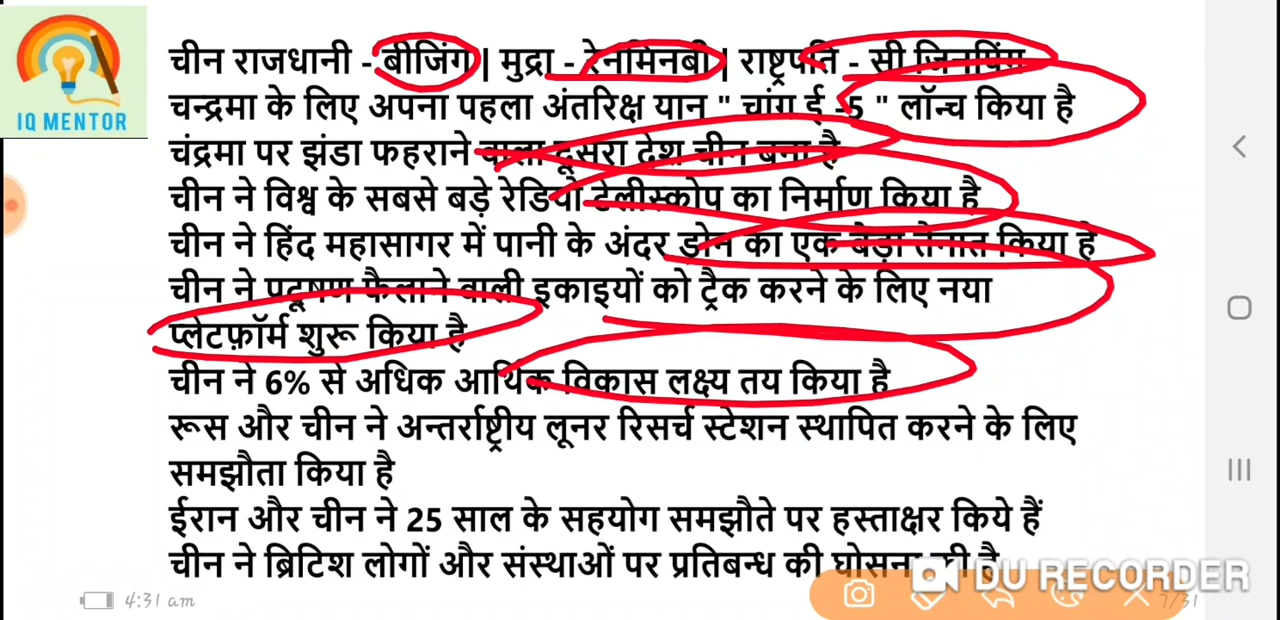 IQ MENTOR
चीन राजधानी - बीजिंग | मुद्रा - रेनमिनबी | राष्ट्रपति - सी जिनपिंग
चन्द्रमा के लिए अपना पहला अंतरिक्ष यान " चांग ई -5 " लॉन्च किया है
चंद्रमा पर झंडा फहराने वाला दूसरा देश चीन बना है
चीन ने विश्व के सबसे बड़े रेडियो टेलीस्कोप का निर्माण किया है
चीन ने हिंद महासागर में पानी के अंदर ड्रोन का एक बेड़ा तैनात किया है
चीन ने प्रदूषण फैलाने वाली इकाइयों को ट्रैक करने के लिए नया
प्लेटफ़ॉर्म शुरू किया है
चीन ने 6% से अधिक आर्थिक विकास लक्ष्य तय किया है
रूस और चीन ने अन्तर्राष्ट्रीय लूनर रिसर्च स्टेशन स्थापित करने के लिए
समझौता किया है
ईरान और चीन ने 25 साल के सहयोग समझौते पर हस्ताक्षर किये हैं
चीन ने ब्रिटिश लोगों और संस्थाओं पर प्रतिबन्ध की घोसना की है
DU RECORDER
4:31 am
7/31